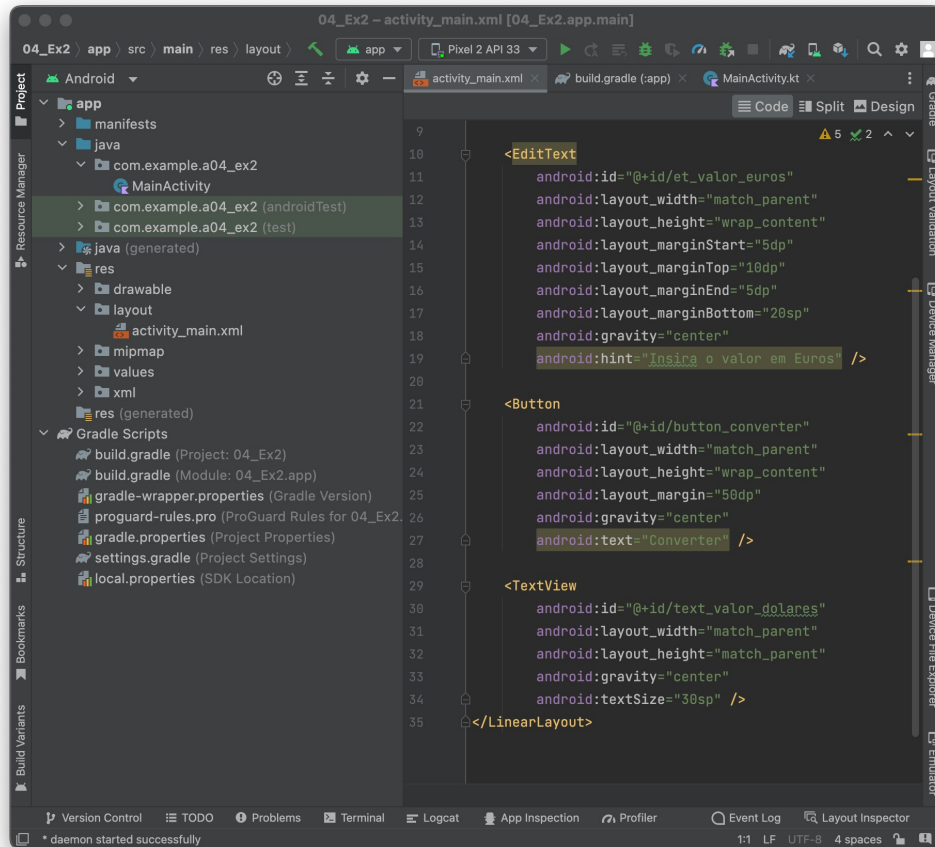 04_Ex2 – activity_main.xml [04_Ex2.app.main]
04_Ex2 app src main res layout app Pixel 2 API 33
Project
Resource Manager
Structure
Bookmarks
Build Variants
Android
app
manifests
java
com.example.a04_ex2
MainActivity
com.example.a04_ex2 (androidTest)
com.example.a04_ex2 (test)
java (generated)
res
drawable
layout
activity_main.xml
mipmap
values
xml
res (generated)
Gradle Scripts
build.gradle (Project: 04_Ex2)
build.gradle (Module: 04_Ex2.app)
gradle-wrapper.properties (Gradle Version)
proguard-rules.pro (ProGuard Rules for 04_Ex2.
gradle.properties (Project Properties)
settings.gradle (Project Settings)
local.properties (SDK Location)
activity_main.xml build.gradle (:app) MainActivity.kt
Code Split Design
5 2
9
10 <EditText
11 android:id="@+id/et_valor_euros"
12 android:layout_width="match_parent"
13 android:layout_height="wrap_content"
14 android:layout_marginStart="5dp"
15 android:layout_marginTop="10dp"
16 android:layout_marginEnd="5dp"
17 android:layout_marginBottom="20sp"
18 android:gravity="center"
19 android:hint="Insira o valor em Euros" />
20
21 <Button
22 android:id="@+id/button_converter"
23 android:layout_width="match_parent"
24 android:layout_height="wrap_content"
25 android:layout_margin="50dp"
26 android:gravity="center"
27 android:text="Converter" />
28
29 <TextView
30 android:id="@+id/text_valor_dolares"
31 android:layout_width="match_parent"
32 android:layout_height="match_parent"
33 android:gravity="center"
34 android:textSize="30sp" />
35 </LinearLayout>
Gradle
Layout Validation
Device Manager
Device File Explorer
Emulator
Version Control TODO Problems Terminal Logcat App Inspection Profiler Event Log Layout Inspector
* daemon started successfully 1:1 LF UTF-8 4 spaces